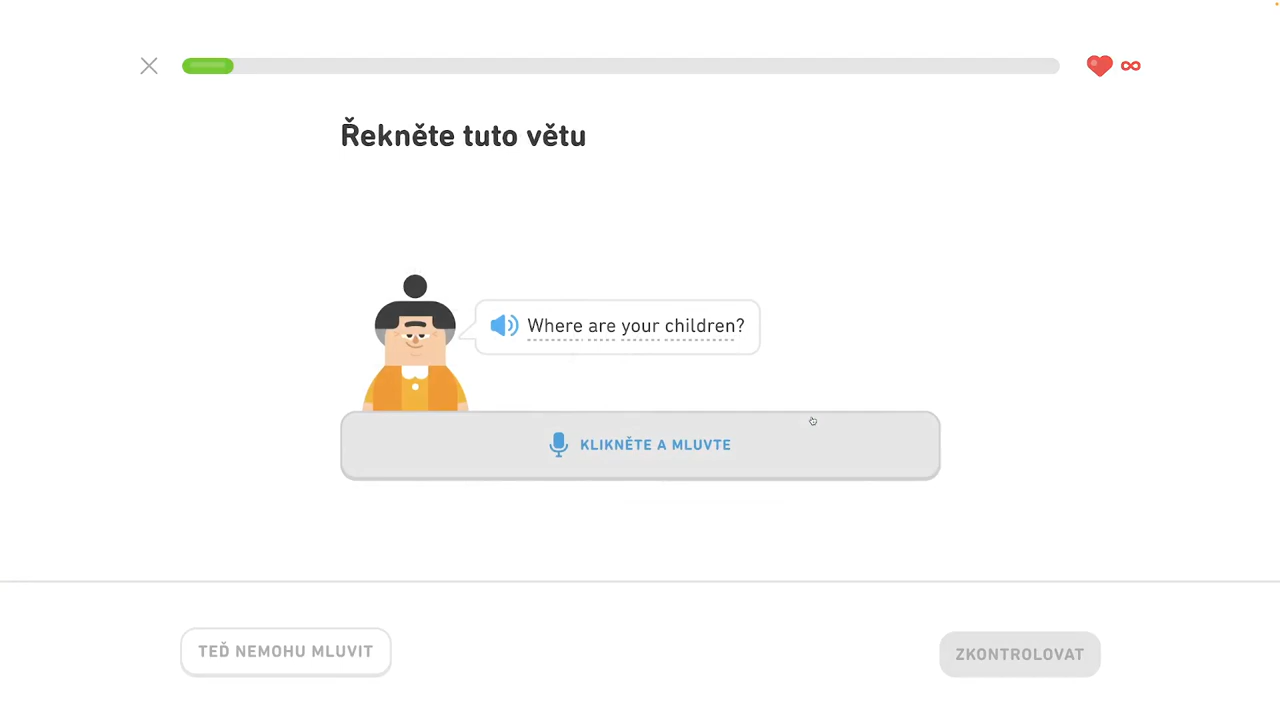 ∞
Řekněte tuto větu
Where are your children?
KLIKNĚTE A MLUVTE
TEĎ NEMOHU MLUVIT
ZKONTROLOVAT